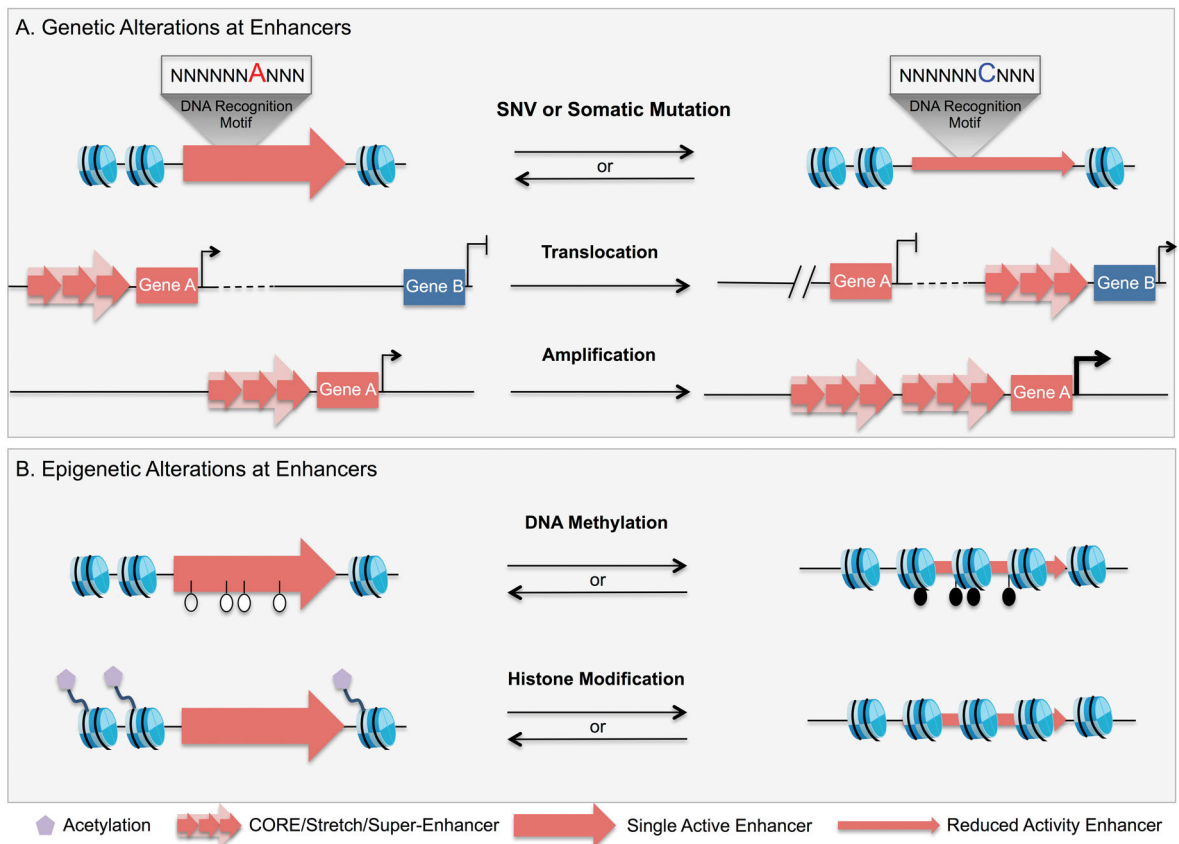 A. Genetic Alterations at Enhancers
NNNNNNANNN
DNA Recognition
Motif
SNV or Somatic Mutation
or
NNNNNNCNNN
DNA Recognition
Motif
Gene A
Gene B
Translocation
Gene A
Gene B
Gene A
Amplification
Gene A
B. Epigenetic Alterations at Enhancers
DNA Methylation
or
Histone Modification
or
Acetylation
CORE/Stretch/Super-Enhancer
Single Active Enhancer
Reduced Activity Enhancer